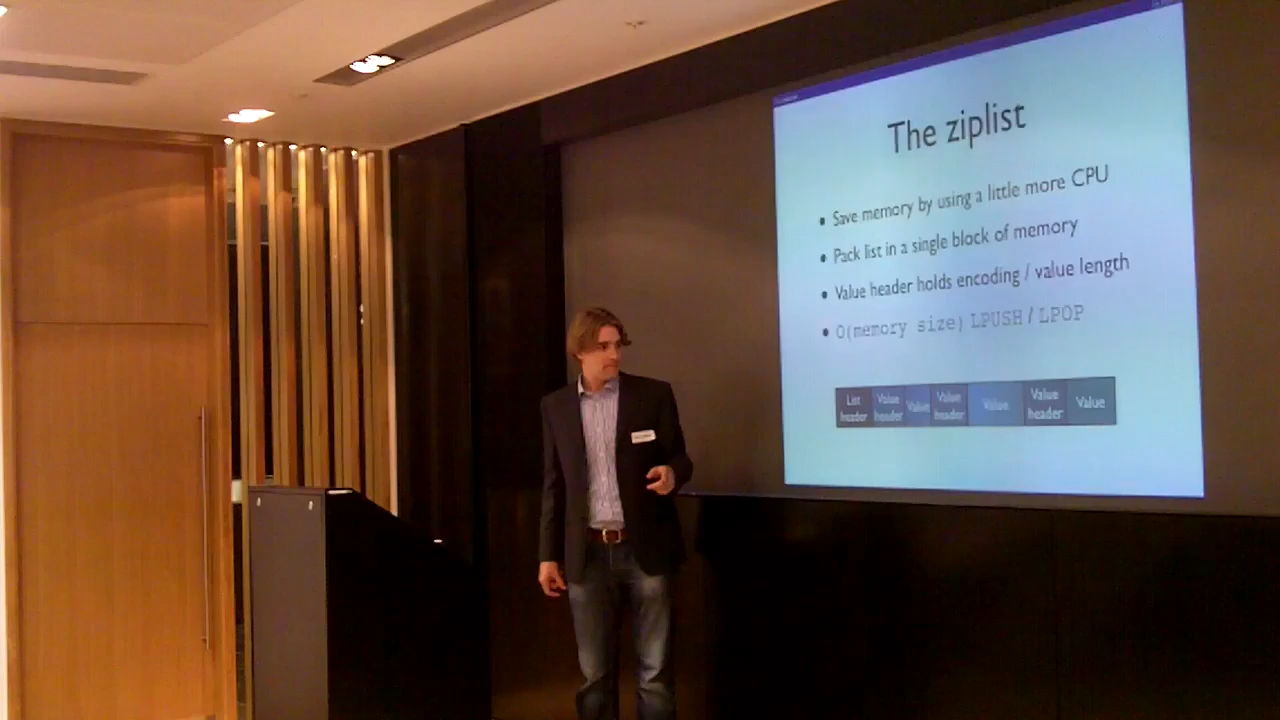 The ziplist
Save memory by using a little more CPU
Pack list in a single block of memory
Value header holds encoding / value length
O(memory size) LPUSH / LPOP
List header
Value header
Value
Value header
Value
Value header
Value